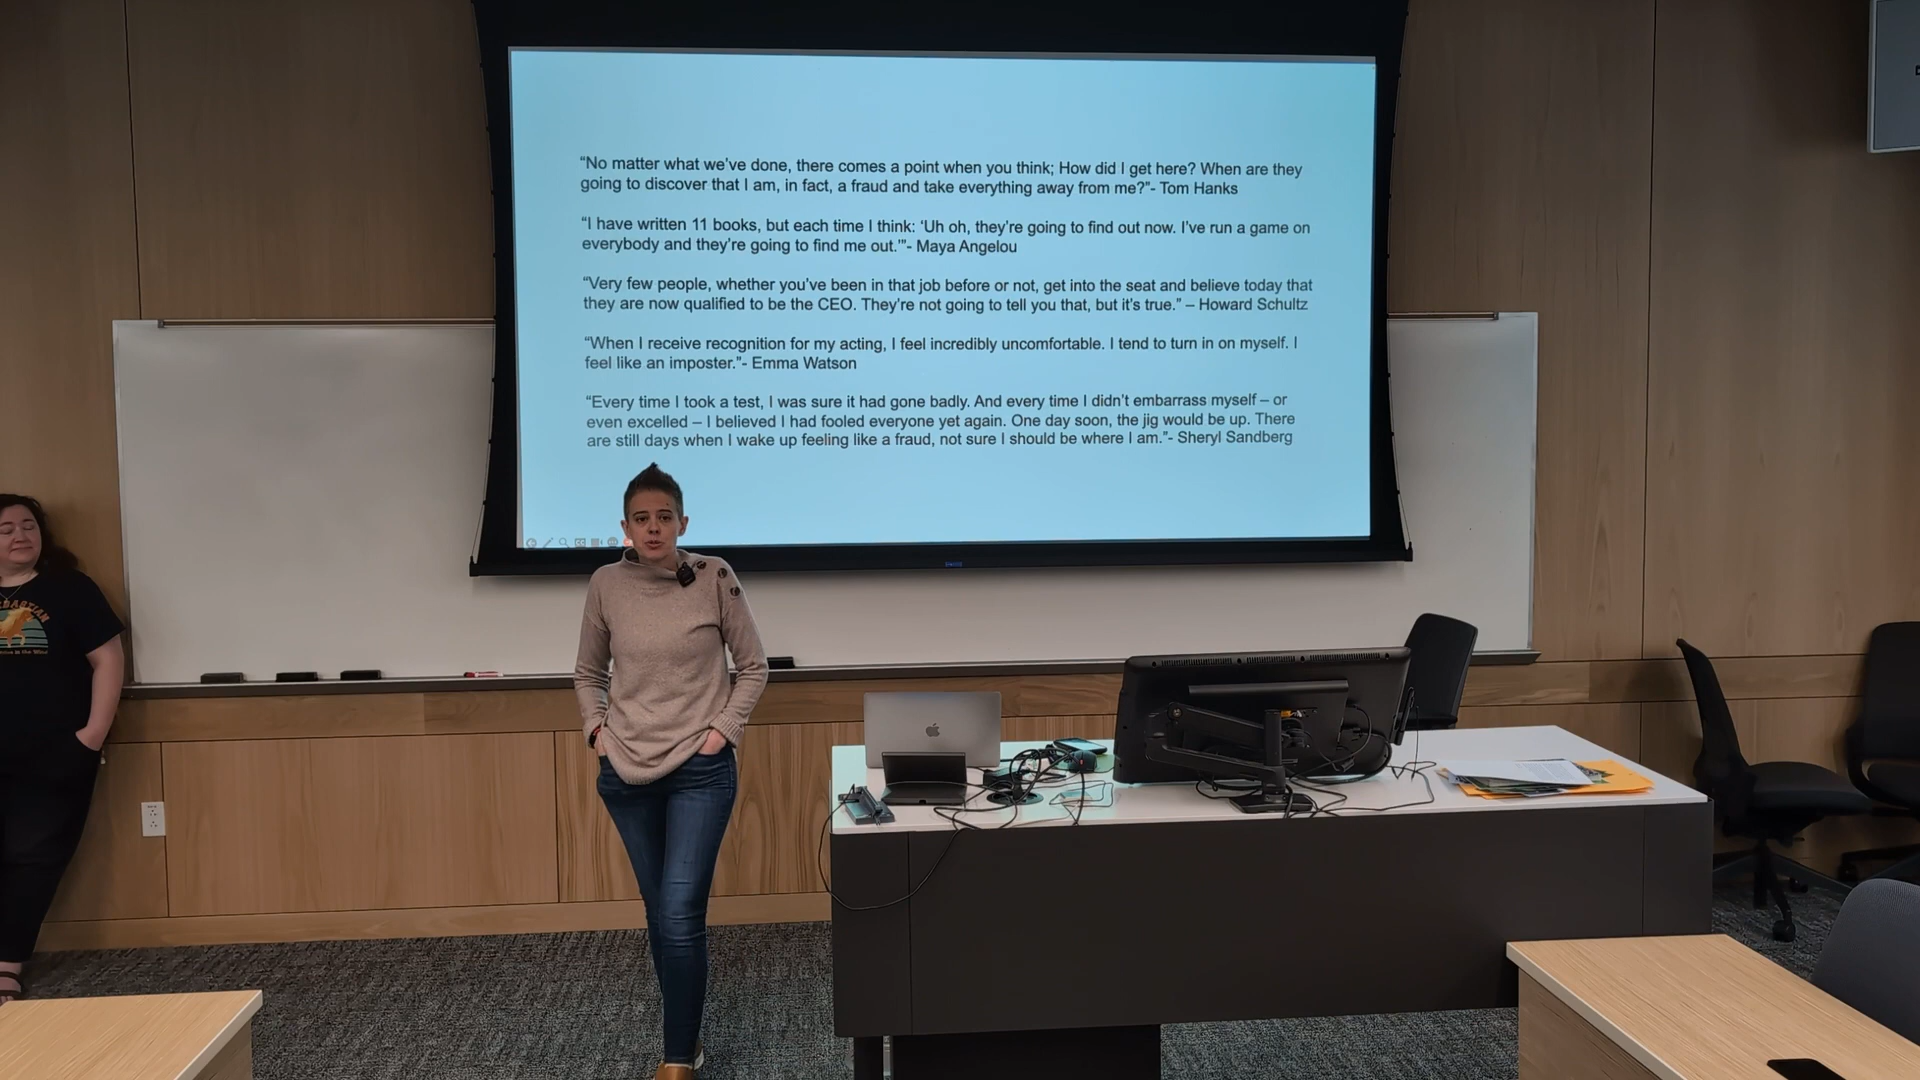 “No matter what we’ve done, there comes a point when you think; How did I get here? When are they
going to discover that I am, in fact, a fraud and take everything away from me?”- Tom Hanks
“I have written 11 books, but each time I think: ‘Uh oh, they’re going to find out now. I’ve run a game on
everybody and they’re going to find me out.’”- Maya Angelou
“Very few people, whether you’ve been in that job before or not, get into the seat and believe today that
they are now qualified to be the CEO. They’re not going to tell you that, but it’s true.” – Howard Schultz
“When I receive recognition for my acting, I feel incredibly uncomfortable. I tend to turn in on myself. I
feel like an imposter.”- Emma Watson
“Every time I took a test, I was sure it had gone badly. And every time I didn’t embarrass myself – or
even excelled – I believed I had fooled everyone yet again. One day soon, the jig would be up. There
are still days when I wake up feeling like a fraud, not sure I should be where I am.”- Sheryl Sandberg